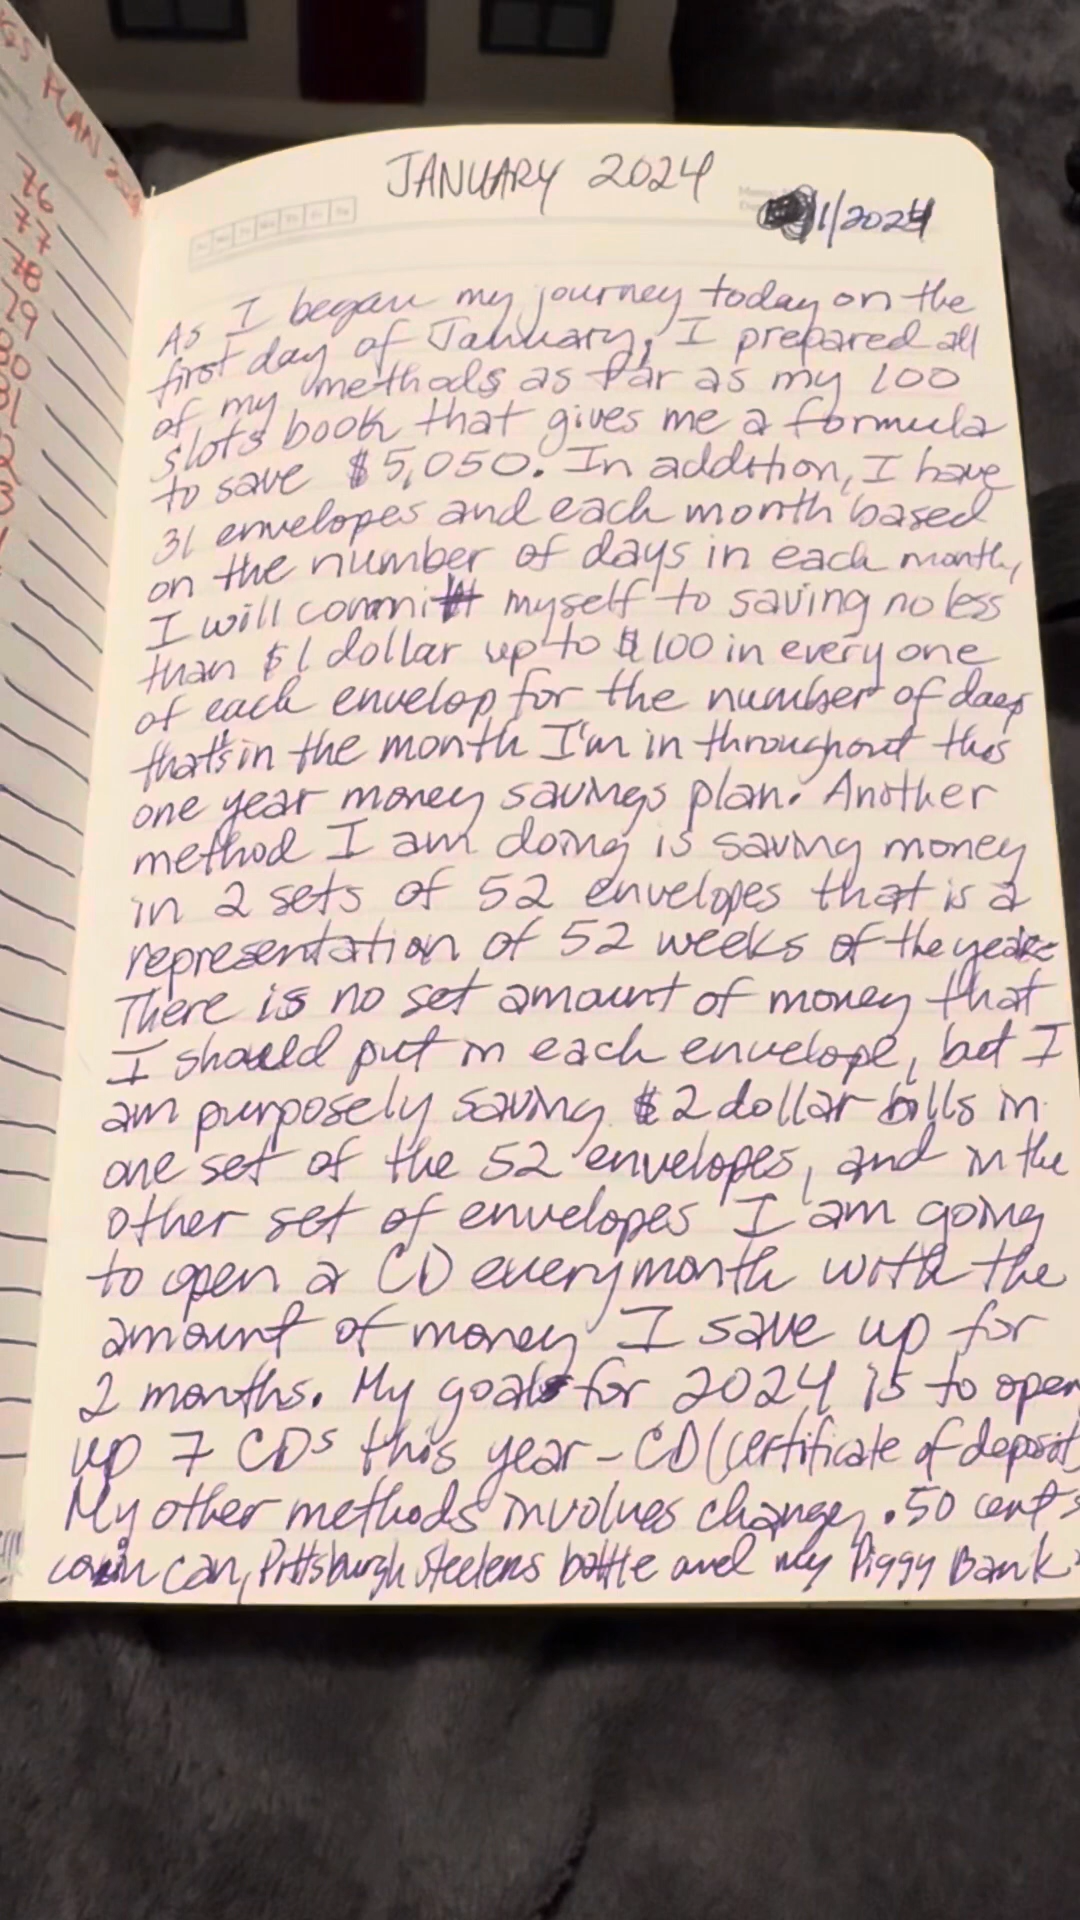 GS PLAN
76
77
78
79
JANUARY 2024
1/2024
As I began my journey today on the
first day of January, I prepared all
of my methods as far as my 100
slots book that gives me a formula
to save $5,050. In addition, I have
31 envelopes and each month based
on the number of days in each month,
I will commit myself to saving no less
than $1 dollar up to $100 in every one
of each envelop for the number of days
that's in the month I'm in throughout this
one year money savings plan. Another
method I am doing is saving money
in 2 sets of 52 envelopes that is a
representation of 52 weeks of the year.
There is no set amount of money that
I should put in each envelope, but I
am purposely saving $2 dollar bills in
one set of the 52 envelopes, and in the
other set of envelopes I am going
to open a CD every month with the
amount of money I save up for
2 months. My goal for 2024 is to open
up 7 CDs this year - CD (certificate of deposit)
My other methods involves change, .50 cents
coin can, Pittsburgh Steelers bottle and my Piggy Bank